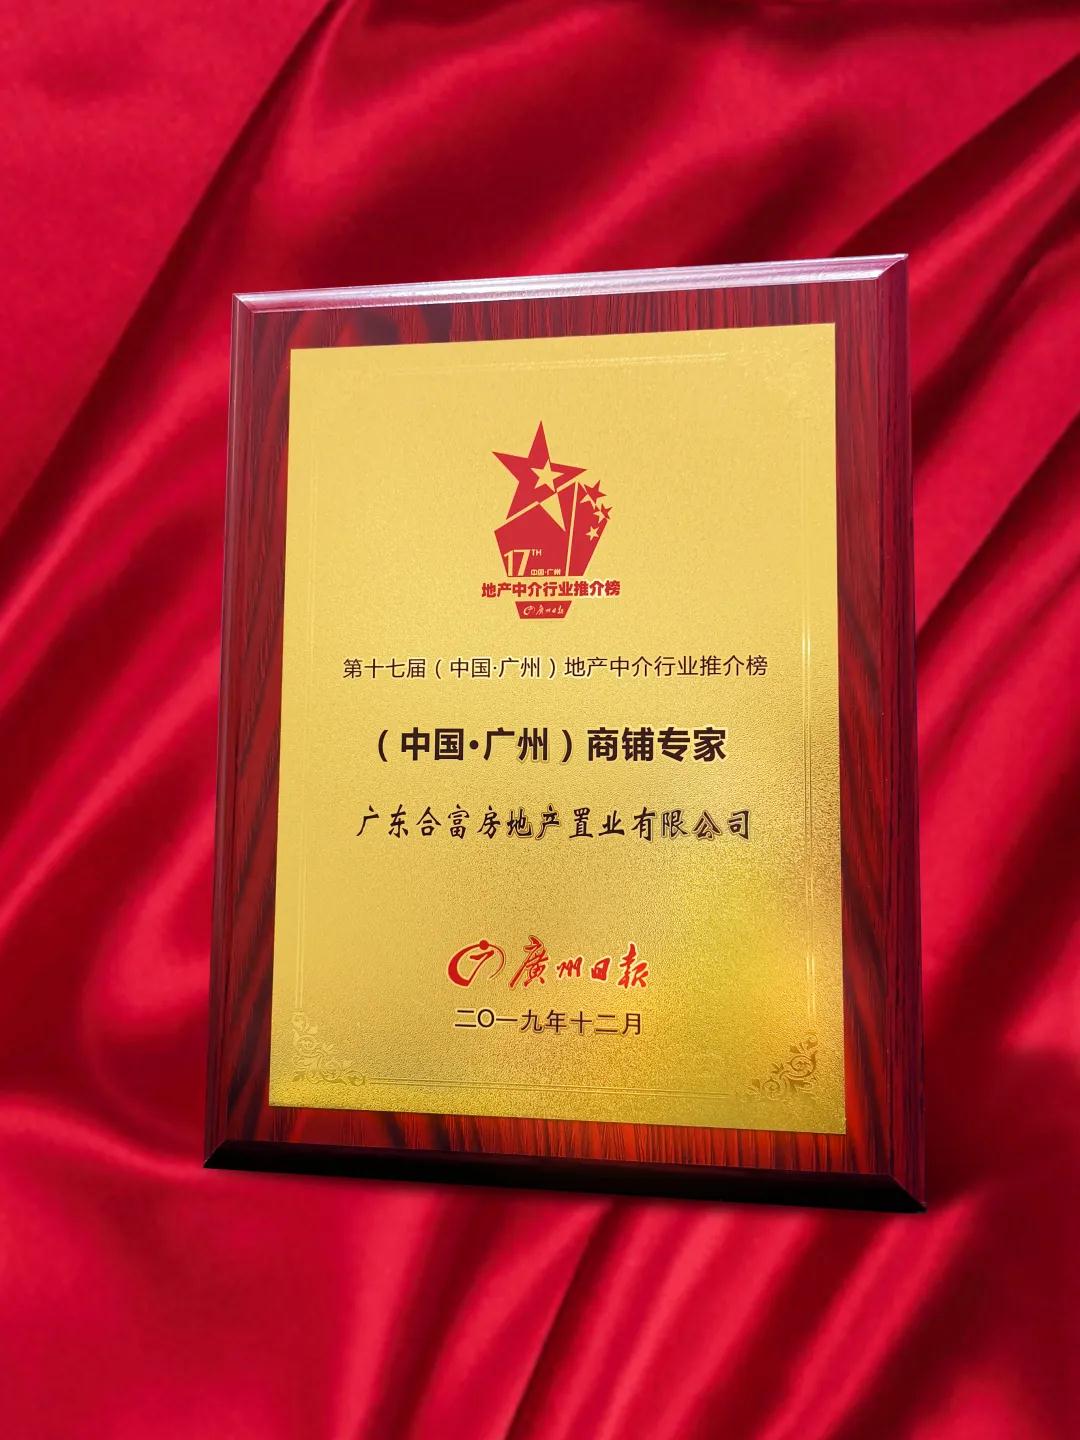 17TH
中国·广州
地产中介行业推介榜
广州日报
第十七届（中国·广州）地产中介行业推介榜
（中国·广州）商铺专家
广东合富房地产置业有限公司
廣州日報
二〇一九年十二月